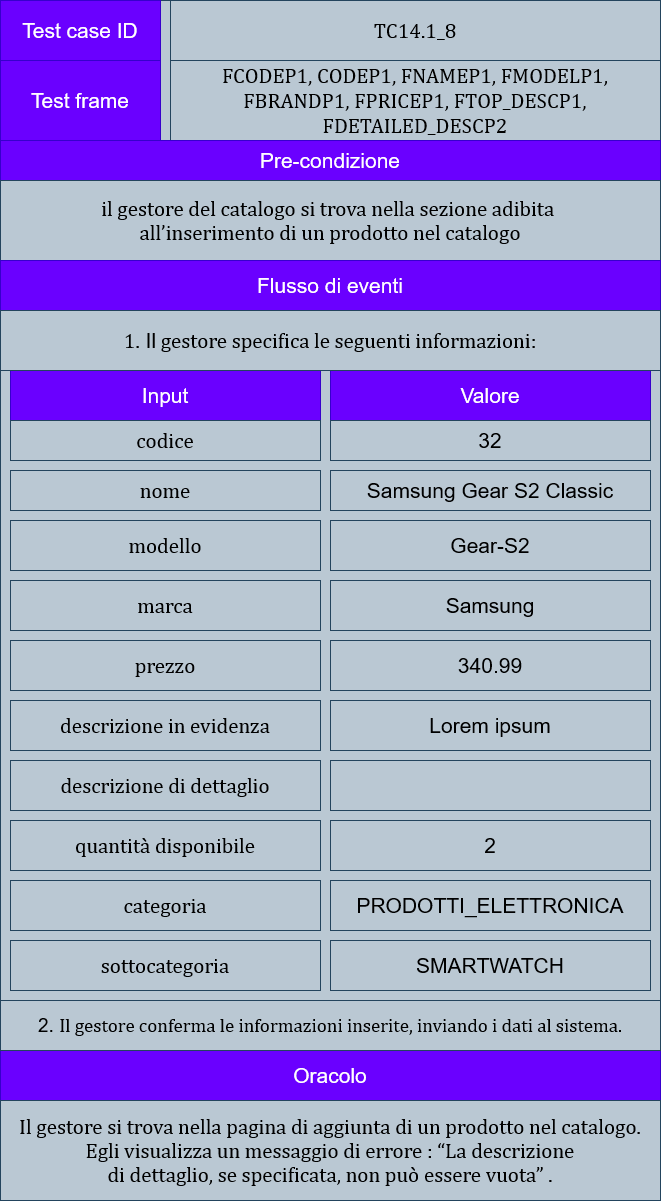 Test case ID
TC14.1_8
Test frame
FCODEP1, CODEP1, FNAMEP1, FMODELP1,
FBRANDP1, FPRICEP1, FTOP_DESCP1,
FDETAILED_DESCP2
Pre-condizione
il gestore del catalogo si trova nella sezione adibita
all’inserimento di un prodotto nel catalogo
Flusso di eventi
1. Il gestore specifica le seguenti informazioni:
Input Valore
codice 32
nome Samsung Gear S2 Classic
modello Gear-S2
marca Samsung
prezzo 340.99
descrizione in evidenza Lorem ipsum
descrizione di dettaglio
quantità disponibile 2
categoria PRODOTTI_ELETTRONICA
sottocategoria SMARTWATCH
2. Il gestore conferma le informazioni inserite, inviando i dati al sistema.
Oracolo
Il gestore si trova nella pagina di aggiunta di un prodotto nel catalogo.
Egli visualizza un messaggio di errore : “La descrizione
di dettaglio, se specificata, non può essere vuota” .